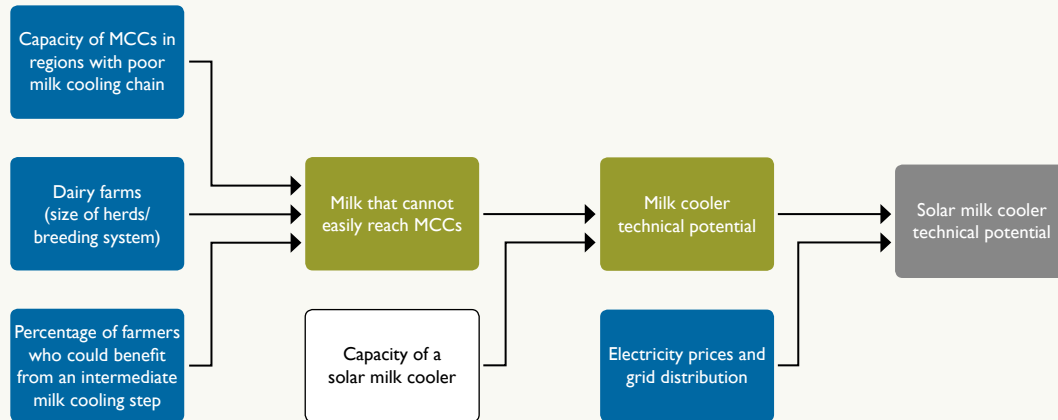 Capacity of MCCs in
regions with poor
milk cooling chain
Dairy farms
(size of herds/
breeding system)
Percentage of farmers
who could benefit
from an intermediate
milk cooling step
Milk that cannot
easily reach MCCs
Capacity of a
solar milk cooler
Milk cooler
technical potential
Electricity prices and
grid distribution
Solar milk cooler
technical potential